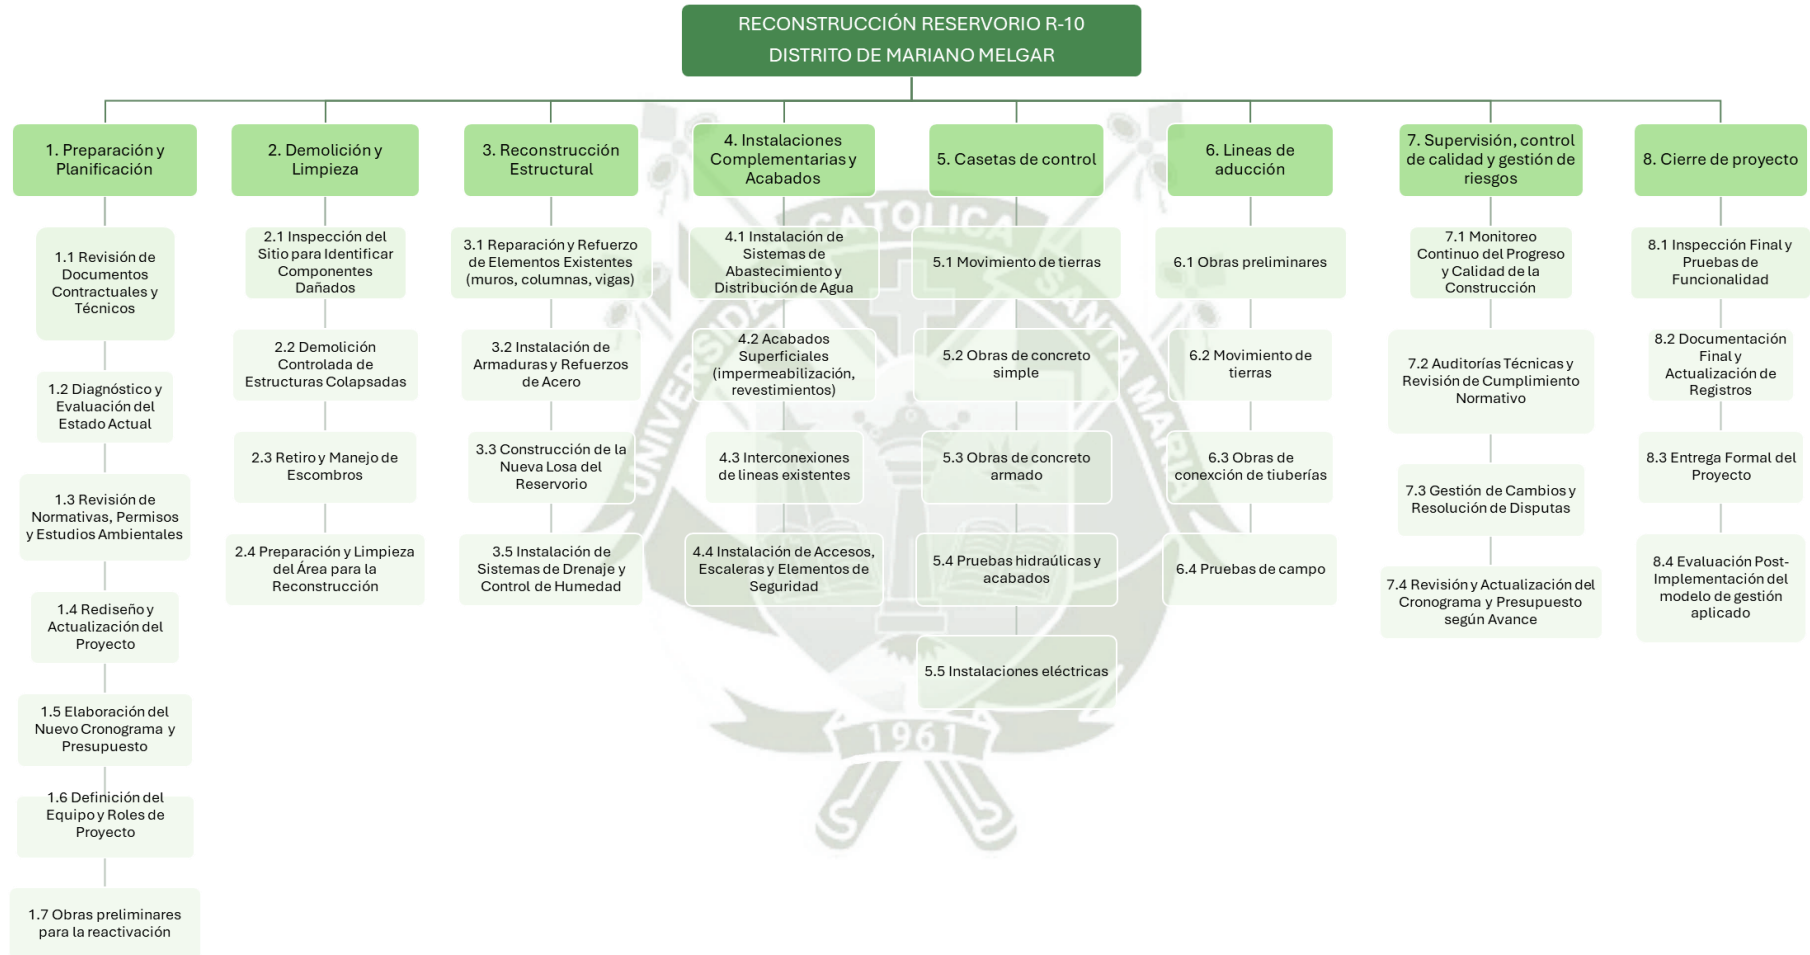 RECONSTRUCCIÓN RESERVORIO R-10
DISTRITO DE MARIANO MELGAR
1. Preparación y
Planificación
1.1 Revisión de
Documentos
Contractuales y
Técnicos
1.2 Diagnóstico y
Evaluación del
Estado Actual
1.3 Revisión de
Normativas, Permisos
y Estudios Ambientales
1.4 Rediseño y
Actualización del
Proyecto
1.5 Elaboración del
Nuevo Cronograma y
Presupuesto
1.6 Definición del
Equipo y Roles de
Proyecto
1.7 Obras preliminares
para la reactivación
2. Demolición y
Limpieza
2.1 Inspección del
Sitio para Identificar
Componentes
Dañados
2.2 Demolición
Controlada de
Estructuras Colapsadas
2.3 Retiro y Manejo de
Escombros
2.4 Preparación y Limpieza
del Área para la
Reconstrucción
3. Reconstrucción
Estructural
3.1 Reparación y Refuerzo
de Elementos Existentes
(muros, columnas, vigas)
3.2 Instalación de
Armaduras y Refuerzos
de Acero
3.3 Construcción de la
Nueva Losa del
Reservorio
3.5 Instalación de
Sistemas de Drenaje y
Control de Humedad
4. Instalaciones
Complementarias y
Acabados
4.1 Instalación de
Sistemas de
Abastecimiento y
Distribución de Agua
4.2 Acabados
Superficiales
(impermeabilización,
revestimientos)
4.3 Interconexiones
de lineas existentes
4.4 Instalación de Accesos,
Escaleras y Elementos de
Seguridad
5. Casetas de control
5.1 Movimiento de tierras
5.2 Obras de concreto
simple
5.3 Obras de concreto
armado
5.4 Pruebas hidraúlicas y
acabados
5.5 Instalaciones eléctricas
6. Lineas de
aducción
6.1 Obras preliminares
6.2 Movimiento de
tierras
6.3 Obras de
conexción de tiuberías
6.4 Pruebas de campo
7. Supervisión, control
de calidad y gestión de
riesgos
7.1 Monitoreo
Continuo del Progreso
y Calidad de la
Construcción
7.2 Auditorías Técnicas y
Revisión de Cumplimiento
Normativo
7.3 Gestión de Cambios y
Resolución de Disputas
7.4 Revisión y Actualización del
Cronograma y Presupuesto
según Avance
8. Cierre de proyecto
8.1 Inspección Final y
Pruebas de
Funcionalidad
8.2 Documentación
Final y
Actualización de
Registros
8.3 Entrega Formal del
Proyecto
8.4 Evaluación Post-
Implementación del
modelo de gestión
aplicado
UNIVERSIDAD CATOLICA SANTA MARIA
1961